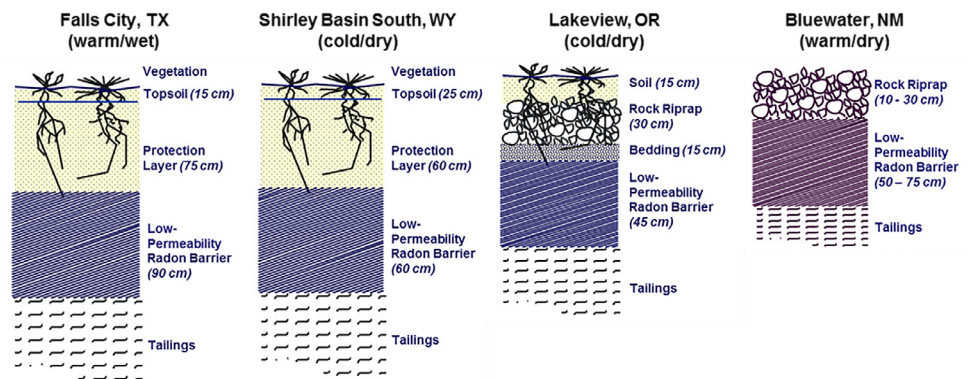 Falls City, TX
(warm/wet)
Vegetation
Topsoil (15 cm)
Protection
Layer (75 cm)
Low-
Permeability
Radon Barrier
(90 cm)
Tailings
Shirley Basin South, WY
(cold/dry)
Vegetation
Topsoil (25 cm)
Protection
Layer (60 cm)
Low-
Permeability
Radon Barrier
(60 cm)
Tailings
Lakeview, OR
(cold/dry)
Soil (15 cm)
Rock Riprap
(30 cm)
Bedding (15 cm)
Low-
Permeability
Radon Barrier
(45 cm)
Tailings
Bluewater, NM
(warm/dry)
Rock Riprap
(10 - 30 cm)
Low-
Permeability
Radon Barrier
(50 – 75 cm)
Tailings